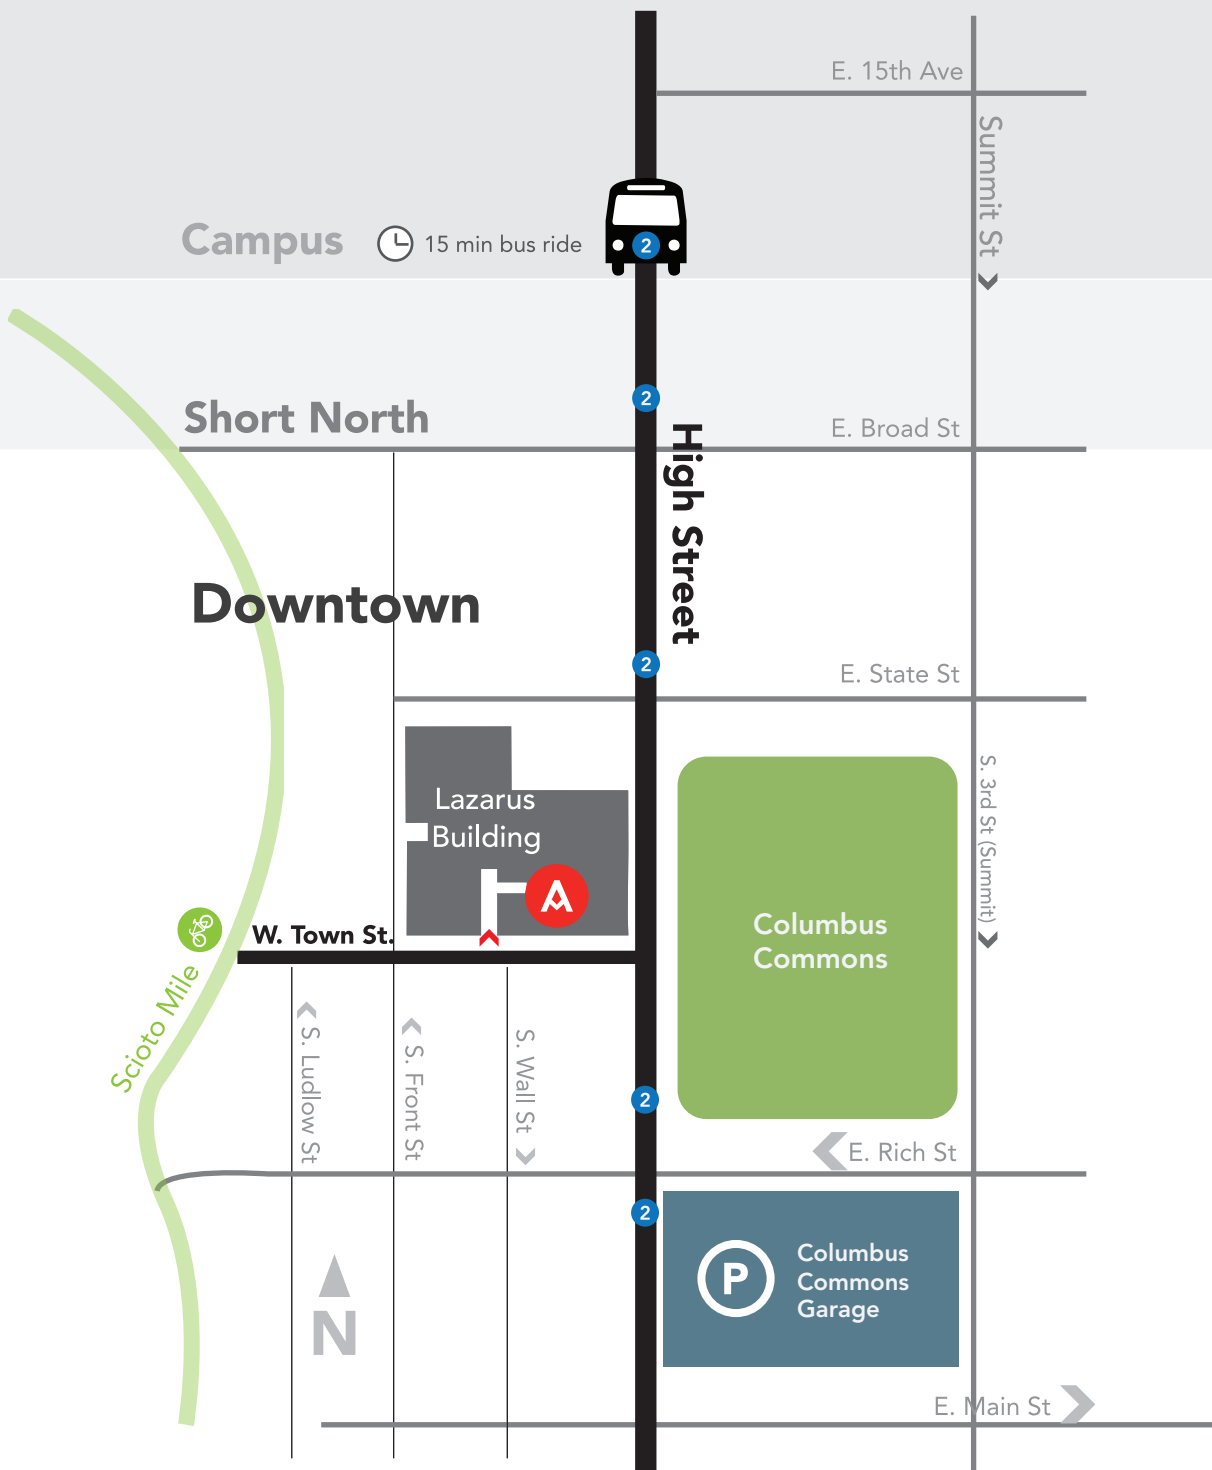 E. 15th Ave
Summit St
Campus
15 min bus ride
2
2
Short North
E. Broad St
High Street
Downtown
2
E. State St
S. 3rd St (Summit)
Lazarus
Building
A
Columbus
Commons
W. Town St.
Scioto Mile
S. Ludlow St
S. Front St
S. Wall St
2
E. Rich St
2
P
Columbus
Commons
Garage
N
E. Main St